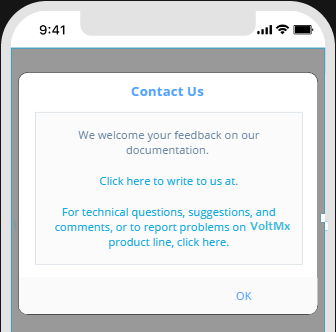 9:41
Contact Us
We welcome your feedback on our
documentation.
Click here to write to us at.
For technical questions, suggestions, and
comments, or to report problems on VoltMx
product line, click here.
OK